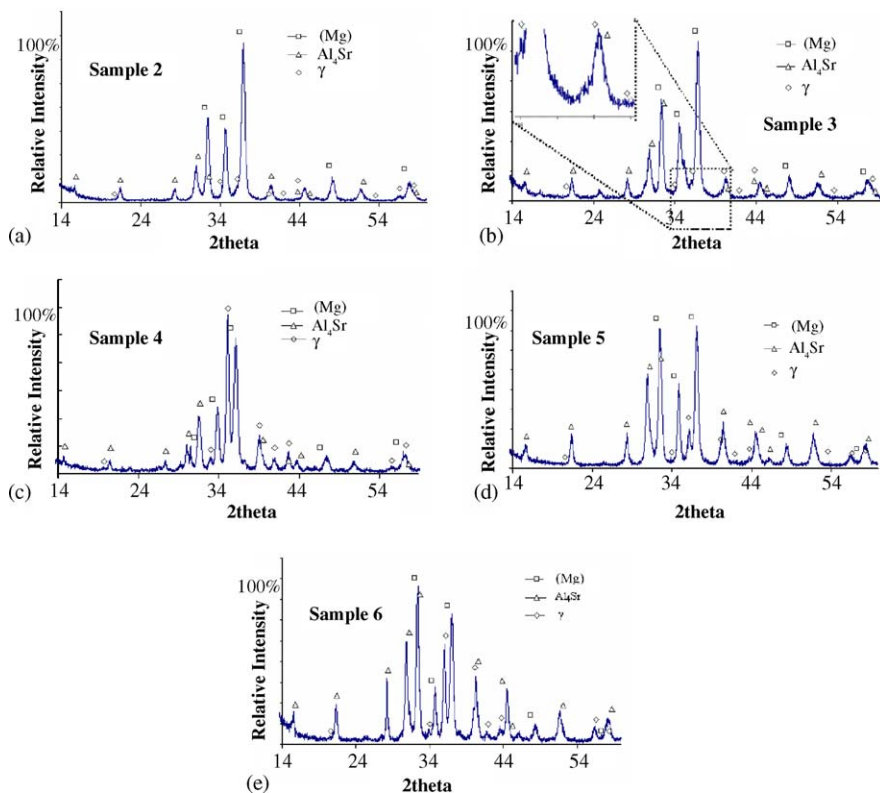 100%
Sample 2
(Mg)
Al4Sr
γ
Relative Intensity
14 24 34 44 54
2theta
(a)
100%
(Mg)
Al4Sr
γ
Sample 3
Relative Intensity
14 24 34 44 54
2theta
(b)
100%
Sample 4
(Mg)
Al4Sr
γ
Relative Intensity
14 24 34 44 54
2theta
(c)
100%
Sample 5
(Mg)
Al4Sr
γ
Relative Intensity
14 24 34 44 54
2theta
(d)
100%
Sample 6
(Mg)
Al4Sr
γ
Relative Intensity
14 24 34 44 54
2theta
(e)